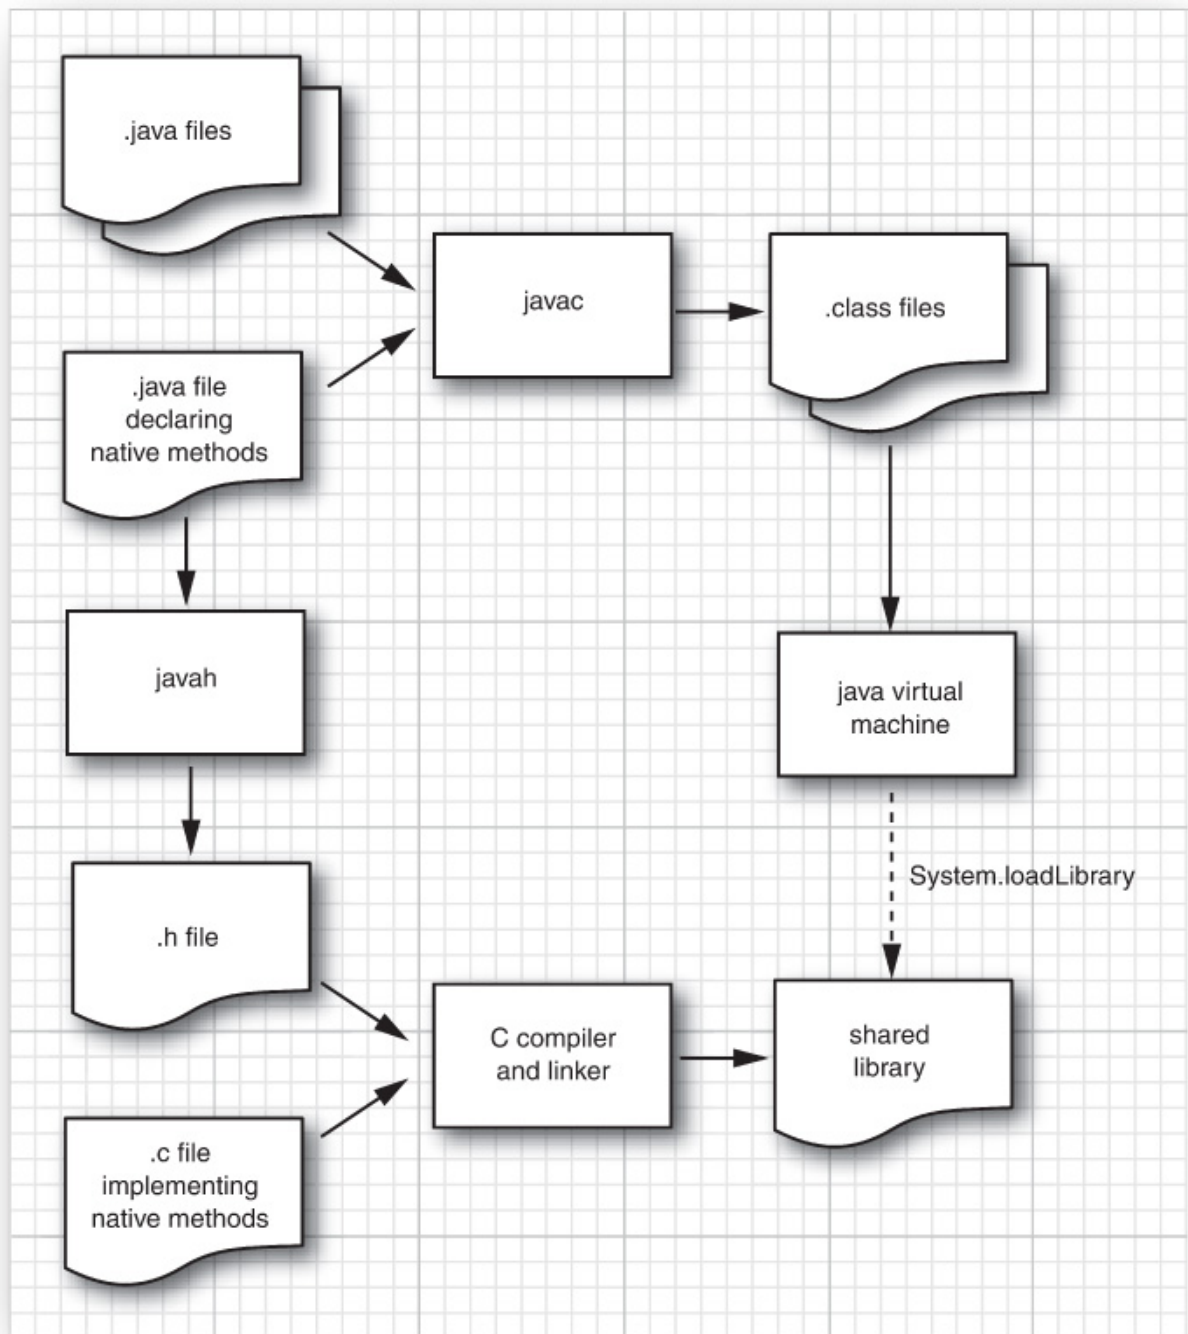 .java files
javac
.class files
.java file
declaring
native methods
javah
java virtual
machine
System.loadLibrary
.h file
C compiler
and linker
shared
library
.c file
implementing
native methods